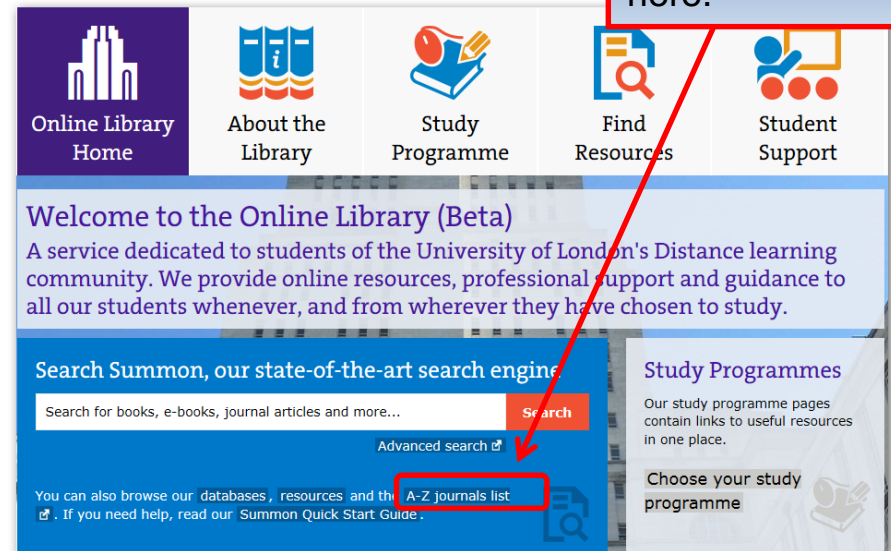 Online Library
Home
About the
Library
Study
Programme
Find
Resources
Student
Support
Welcome to the Online Library (Beta)
A service dedicated to students of the University of London's Distance learning
community. We provide online resources, professional support and guidance to
all our students whenever, and from wherever they have chosen to study.
Search Summon, our state-of-the-art search engine
Search for books, e-books, journal articles and more...
Search
Advanced search
You can also browse our databases, resources and the A-Z journals list
. If you need help, read our Summon Quick Start Guide.
Study Programmes
Our study programme pages
contain links to useful resources
in one place.
Choose your study
programme